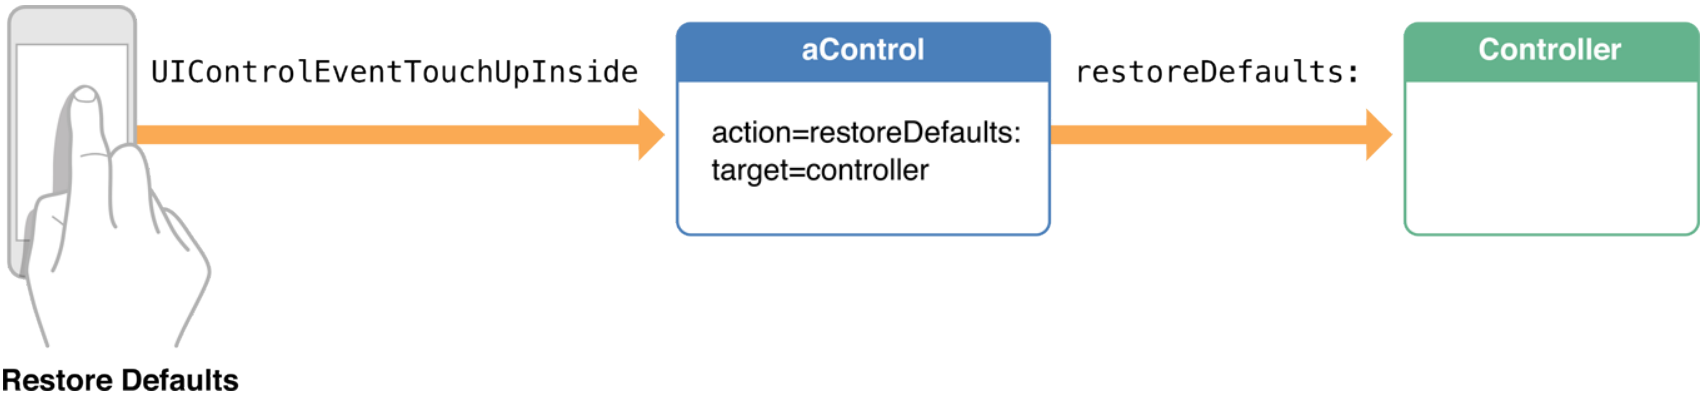 UIControlEventTouchUpInside
aControl
action=restoreDefaults:
target=controller
restoreDefaults:
Controller
Restore Defaults